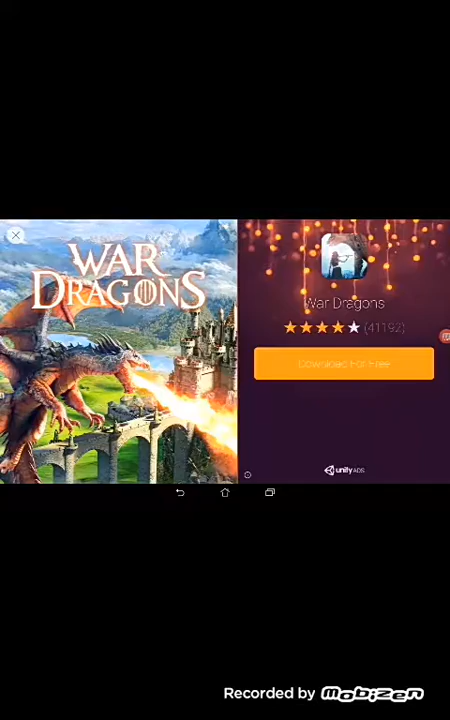 WAR
DRAGONS
War Dragons
(41192)
Download For Free
unity ADS
Recorded by Mobizen